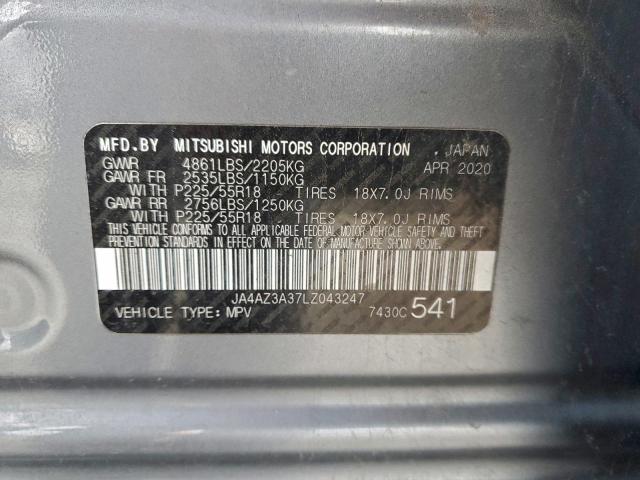 MFD.BY MITSUBISHI MOTORS CORPORATION , JAPAN
GVWR 4861LBS/2205KG APR 2020
GAWR FR 2535LBS/1150KG
WITH P225/55R18 TIRES 18X7.0J RIMS
GAWR RR 2756LBS/1250KG
WITH P225/55R18 TIRES 18X7.0J RIMS
THIS VEHICLE CONFORMS TO ALL APPLICABLE FEDERAL MOTOR VEHICLE SAFETY AND THEFT
PREVENTION STANDARDS IN EFFECT ON THE DATE OF MANUFACTURE SHOWN ABOVE.
JA4AZ3A37LZ043247
VEHICLE TYPE: MPV 7430C 541